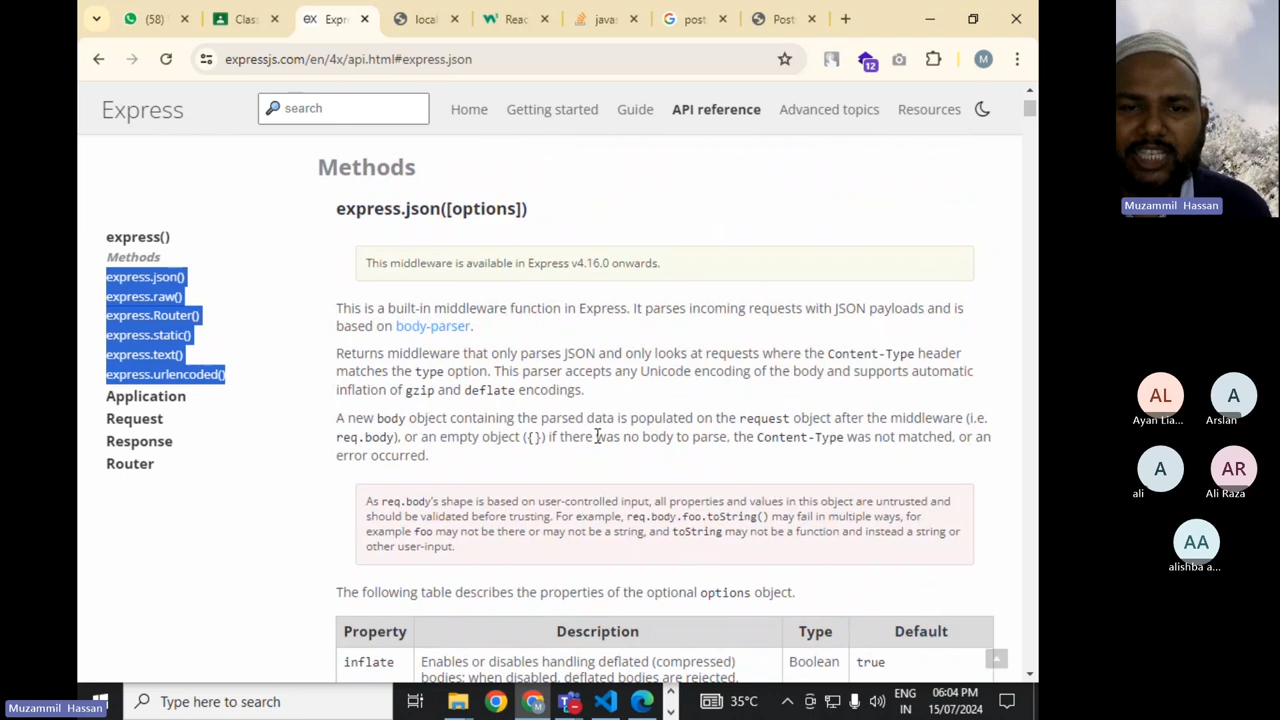 (58)
Clas
Expr
local
Reac
javas
post
Post
expressjs.com/en/4x/api.html#express.json
12
M
Express
search
Home
Getting started
Guide
API reference
Advanced topics
Resources
express()
Methods
express.json()
express.raw()
express.Router()
express.static()
express.text()
express.urlencoded()
Application
Request
Response
Router
Methods
express.json([options])
This middleware is available in Express v4.16.0 onwards.
This is a built-in middleware function in Express. It parses incoming requests with JSON payloads and is
based on body-parser.
Returns middleware that only parses JSON and only looks at requests where the Content-Type header
matches the type option. This parser accepts any Unicode encoding of the body and supports automatic
inflation of gzip and deflate encodings.
A new body object containing the parsed data is populated on the request object after the middleware (i.e.
req.body), or an empty object ({}) if there was no body to parse, the Content-Type was not matched, or an
error occurred.
As req.body's shape is based on user-controlled input, all properties and values in this object are untrusted and
should be validated before trusting. For example, req.body.foo.toString() may fail in multiple ways, for
example foo may not be there or may not be a string, and toString may not be a function and instead a string or
other user-input.
The following table describes the properties of the optional options object.
Property Description Type Default
inflate Enables or disables handling deflated (compressed) Boolean true
bodies; when disabled, deflated bodies are rejected.
Muzammil Hassan
AL
Ayan Lia...
A
Arslan
A
ali
AR
Ali Raza
AA
alishba a...
Muzammil Hassan
Type here to search
35°C
ENG
IN
06:04 PM
15/07/2024